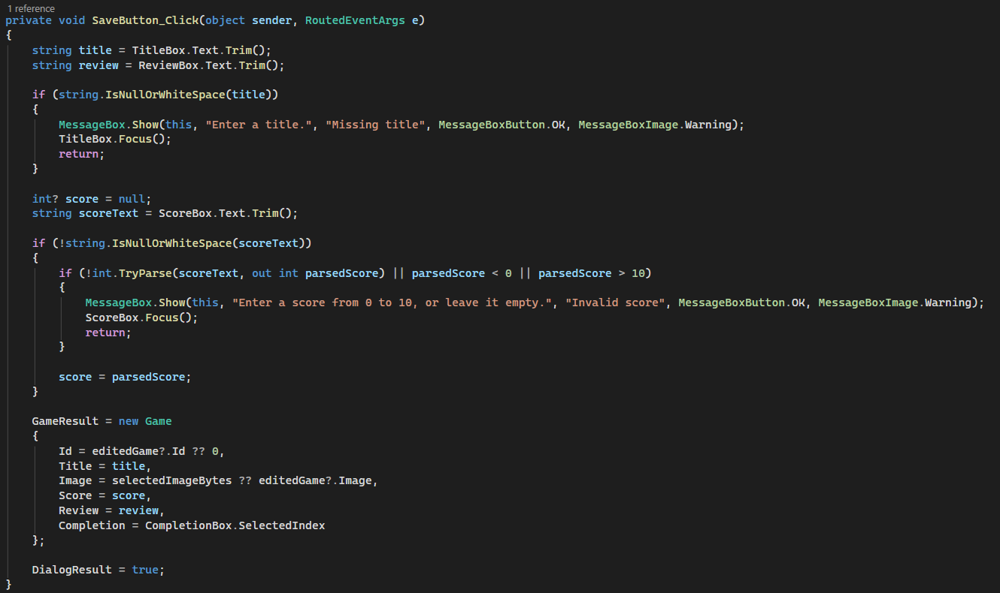 1 reference
private void SaveButton_Click(object sender, RoutedEventArgs e)
{
    string title = TitleBox.Text.Trim();
    string review = ReviewBox.Text.Trim();

    if (string.IsNullOrWhiteSpace(title))
    {
        MessageBox.Show(this, "Enter a title.", "Missing title", MessageBoxButton.OK, MessageBoxImage.Warning);
        TitleBox.Focus();
        return;
    }

    int? score = null;
    string scoreText = ScoreBox.Text.Trim();

    if (!string.IsNullOrWhiteSpace(scoreText))
    {
        if (!int.TryParse(scoreText, out int parsedScore) || parsedScore < 0 || parsedScore > 10)
        {
            MessageBox.Show(this, "Enter a score from 0 to 10, or leave it empty.", "Invalid score", MessageBoxButton.OK, MessageBoxImage.Warning);
            ScoreBox.Focus();
            return;
        }

        score = parsedScore;
    }

    GameResult = new Game
    {
        Id = editedGame?.Id ?? 0,
        Title = title,
        Image = selectedImageBytes ?? editedGame?.Image,
        Score = score,
        Review = review,
        Completion = CompletionBox.SelectedIndex
    };

    DialogResult = true;
}